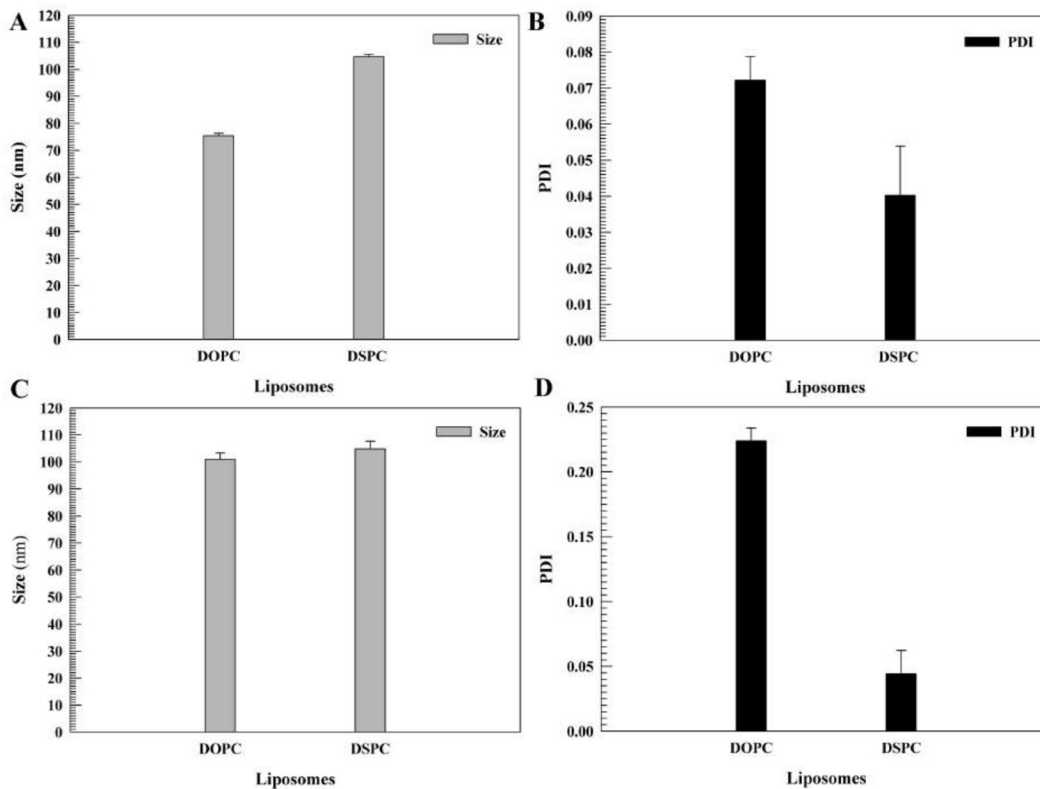 A
Size
Size (nm)
120
110
100
90
80
70
60
50
40
30
20
10
0
DOPC
DSPC
Liposomes
B
PDI
PDI
0.09
0.08
0.07
0.06
0.05
0.04
0.03
0.02
0.01
0.00
DOPC
DSPC
Liposomes
C
Size
Size (nm)
120
110
100
90
80
70
60
50
40
30
20
10
0
DOPC
DSPC
Liposomes
D
PDI
PDI
0.25
0.20
0.15
0.10
0.05
0.00
DOPC
DSPC
Liposomes